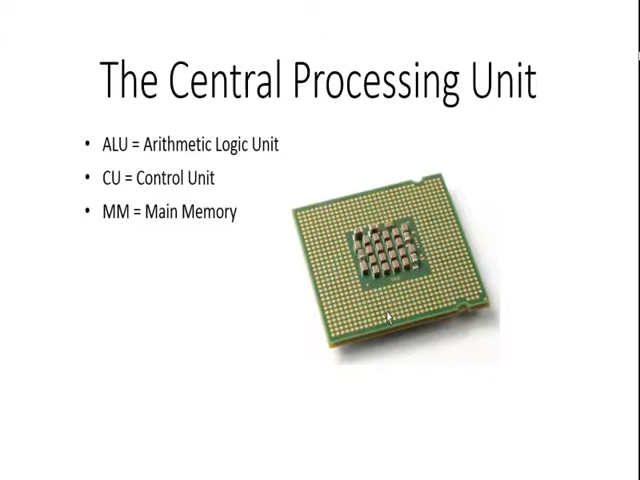 The Central Processing Unit
• ALU = Arithmetic Logic Unit
• CU = Control Unit
• MM = Main Memory